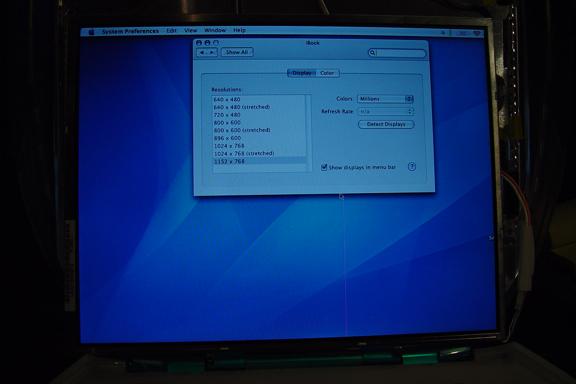 System Preferences Edit View Window Help
iBook
Show All
Display Color
Resolutions:
640 x 480
640 x 480 (stretched)
720 x 480
800 x 600
800 x 600 (stretched)
896 x 600
1024 x 768
1024 x 768 (stretched)
1152 x 768
Colors: Millions
Refresh Rate: n/a
Detect Displays
Show displays in menu bar
?